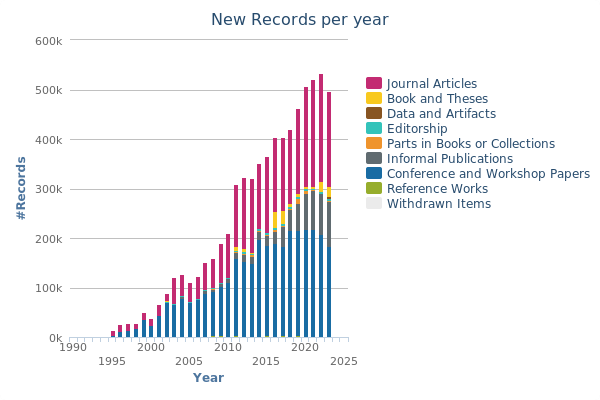 New Records per year
600k
500k
400k
300k
200k
100k
0k
#Records
1990
2000
2010
2020
1995
2005
2015
2025
Year
Journal Articles
Book and Theses
Data and Artifacts
Editorship
Parts in Books or Collections
Informal Publications
Conference and Workshop Papers
Reference Works
Withdrawn Items